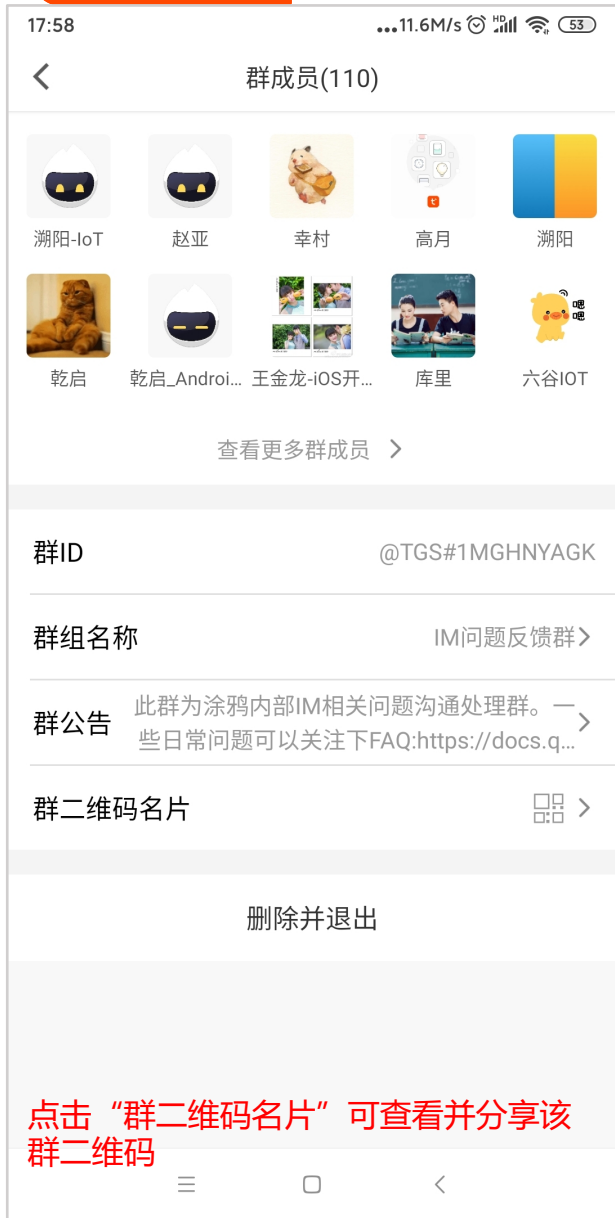 17:58
...11.6M/s HD 53
群成员(110)
溯阳-IoT 赵亚 幸村 高月 溯阳
嗯嗯
乾启 乾启_Androi... 王金龙-iOS开... 库里 六谷IOT
查看更多群成员
群ID @TGS#1MGHNYAGK
群组名称 IM问题反馈群
群公告 此群为涂鸦内部IM相关问题沟通处理群。一
些日常问题可以关注下FAQ:https://docs.q...
群二维码名片
删除并退出
点击“群二维码名片”可查看并分享该
群二维码